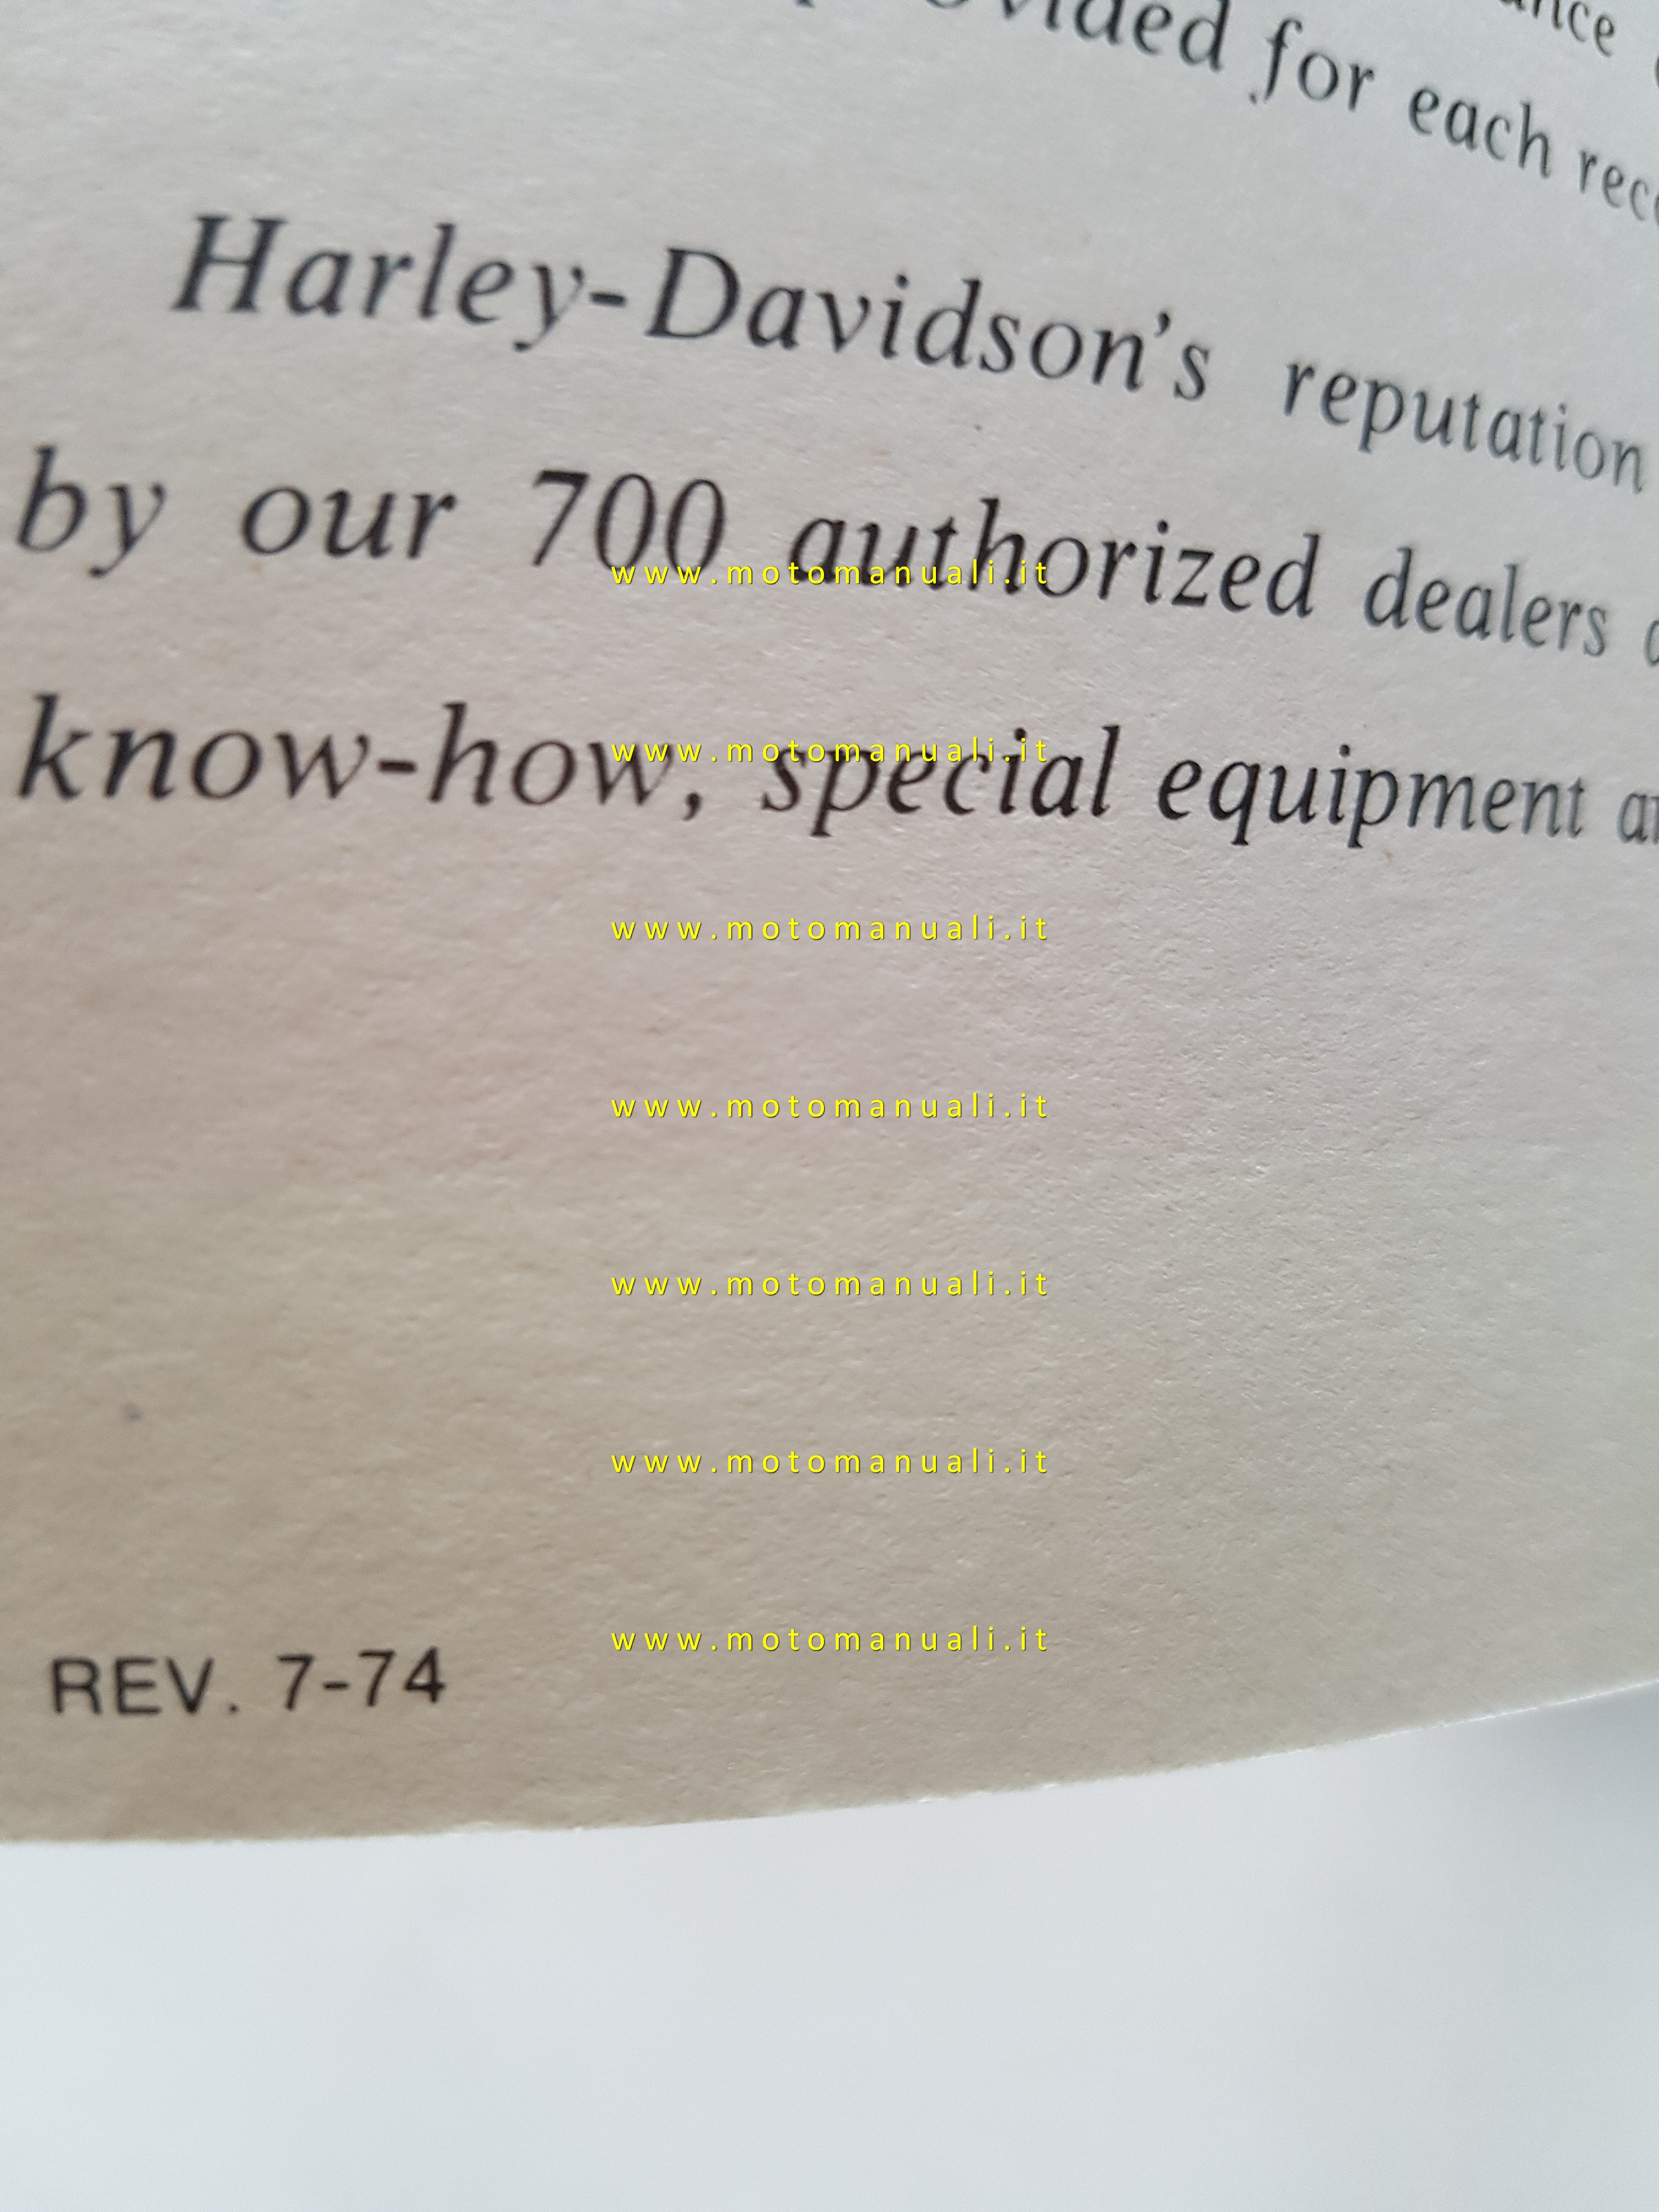 for each
Harley-Davidson's reputation
by our 700 authorized dealers
www.motomanuali.it
know-how, special equipment
www.motomanuali.it
www.motomanuali.it
www.motomanuali.it
www.motomanuali.it
www.motomanuali.it
www.motomanuali.it
REV. 7-74